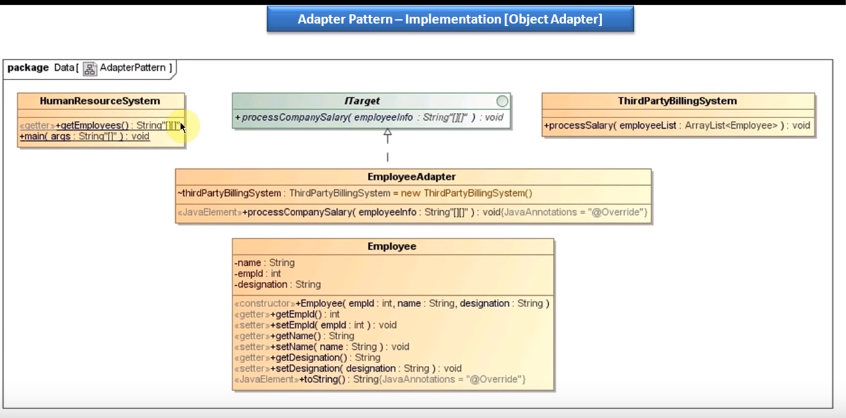 Adapter Pattern – Implementation [Object Adapter]
package Data [ AdapterPattern ]
HumanResourceSystem
«getter»+getEmployees() : String"[][]"
+main( args : String"[]" ) : void
ITarget
+processCompanySalary( employeeInfo : String"[][]" ) : void
ThirdPartyBillingSystem
+processSalary( employeeList : ArrayList<Employee> ) : void
EmployeeAdapter
~thirdPartyBillingSystem : ThirdPartyBillingSystem = new ThirdPartyBillingSystem()
«JavaElement»+processCompanySalary( employeeInfo : String"[][]" ) : void{JavaAnnotations = "@Override"}
Employee
-name : String
-empId : int
-designation : String
«constructor»+Employee( empId : int, name : String, designation : String )
«getter»+getEmpId() : int
«setter»+setEmpId( empId : int ) : void
«getter»+getName() : String
«setter»+setName( name : String ) : void
«getter»+getDesignation() : String
«setter»+setDesignation( designation : String ) : void
«JavaElement»+toString() : String{JavaAnnotations = "@Override"}